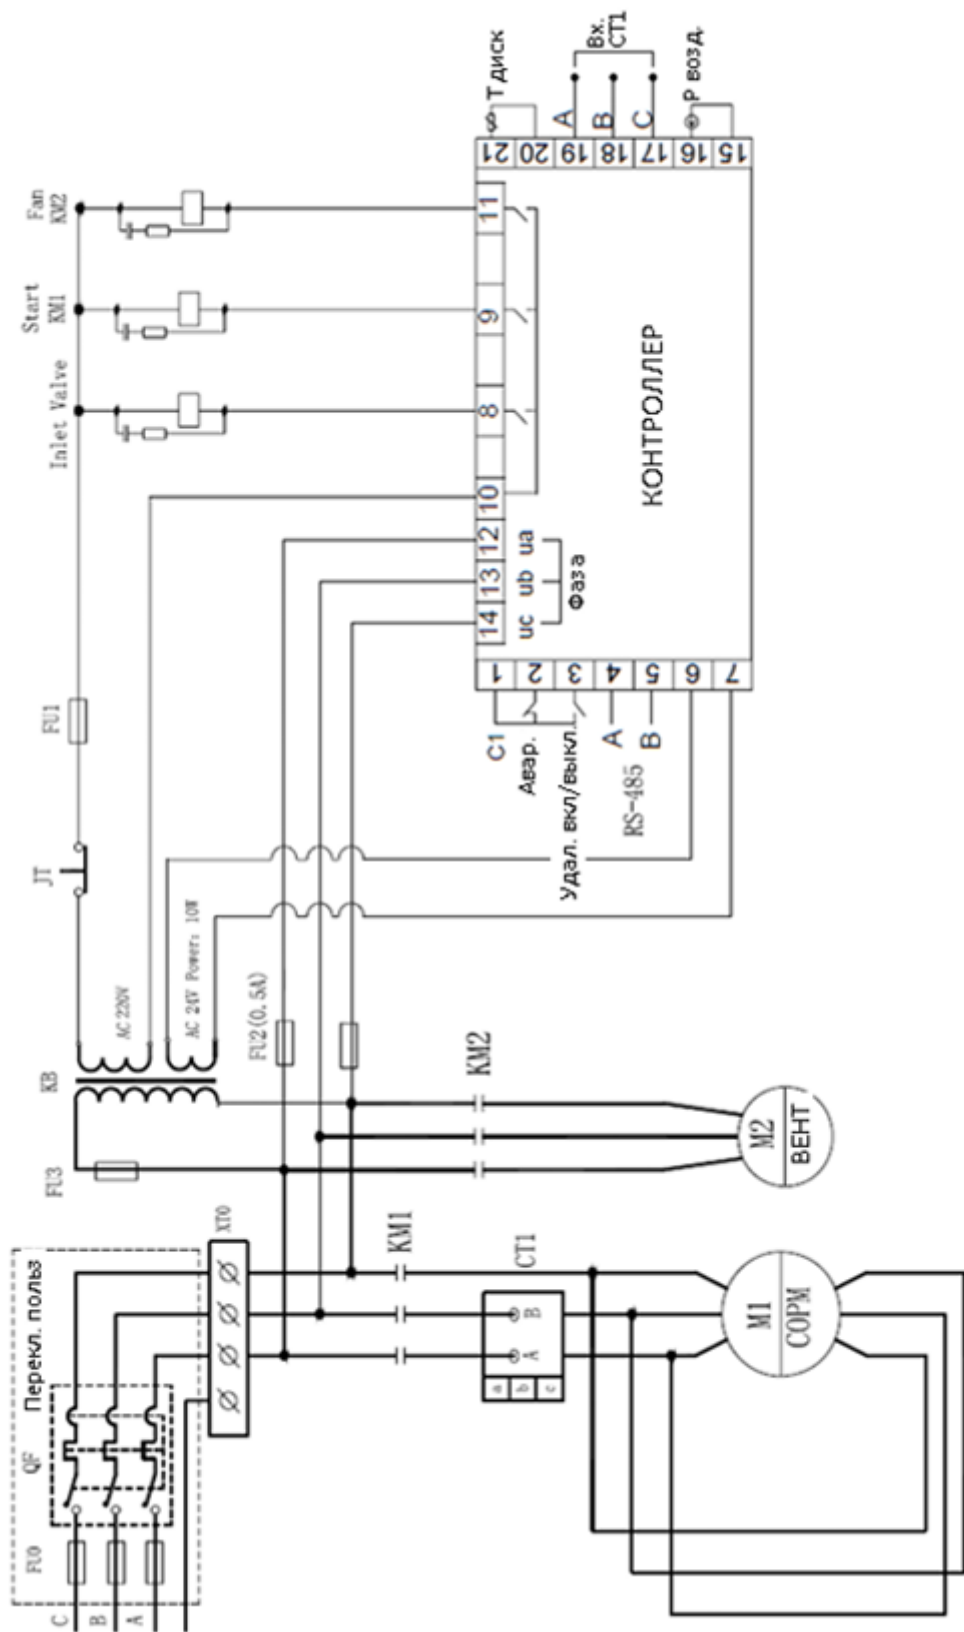 Fan
KM2
Start
KM1
Inlet Valve
FU1
JT
KB
AC 220V
AC 24V Power: 10W
FU2(0.5A)
FU3
T диск
Вх.
СТ1
A
B
C
P возд.
21
20
19
18
17
16
15
11
9
8
10
12
13
14
ua
ub
uc
Фаза
КОНТРОЛЛЕР
1
2
3
4
5
6
7
C1
Авар.
Удал. вкл/выкл.
A
B
RS-485
KM2
M2
ВЕНТ
Перекл. польз
QF
FU0
C
B
A
XT0
KM1
CT1
B
A
a
b
c
M1
COPM